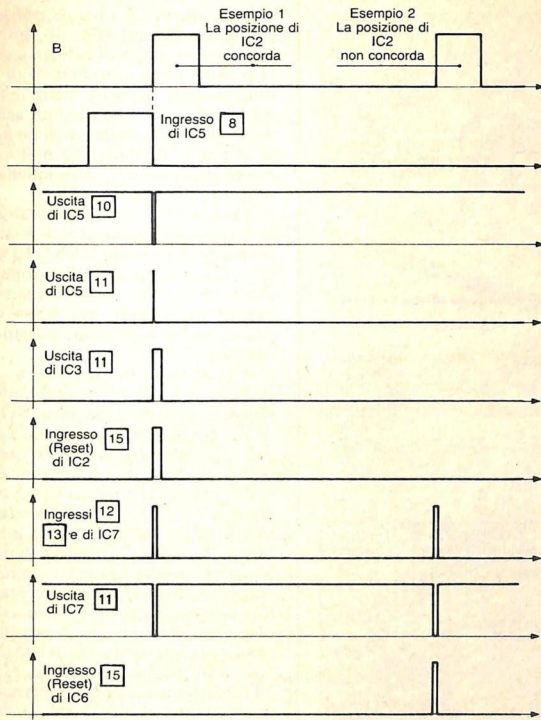 Esempio 1
La posizione di
IC2
concorda
Esempio 2
La posizione di
IC2
non concorda
B
Ingresso 8
di IC5
Uscita 10
di IC5
Uscita 11
di IC5
Uscita 11
di IC3
Ingresso 15
(Reset)
di IC2
Ingressi 12
13 e di IC7
Uscita 11
di IC7
Ingresso 15
(Reset)
di IC6